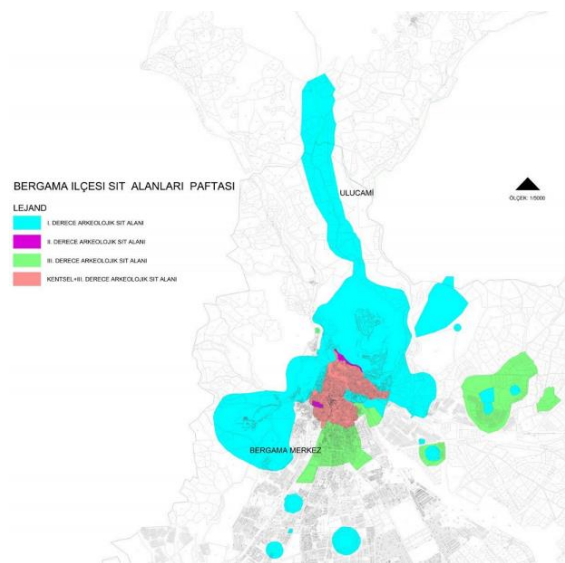 BERGAMA ILÇESI SIT ALANLARI PAFTASI
LEJAND
I. DERECE ARKEOLOJIK SIT ALANI
II. DERECE ARKEOLOJIK SIT ALANI
III. DERECE ARKEOLOJIK SIT ALANI
KENTSEL+III. DERECE ARKEOLOJIK SIT ALANI
ULUCAMİ
ÖLÇEK: 1/5000
BERGAMA MERKEZ